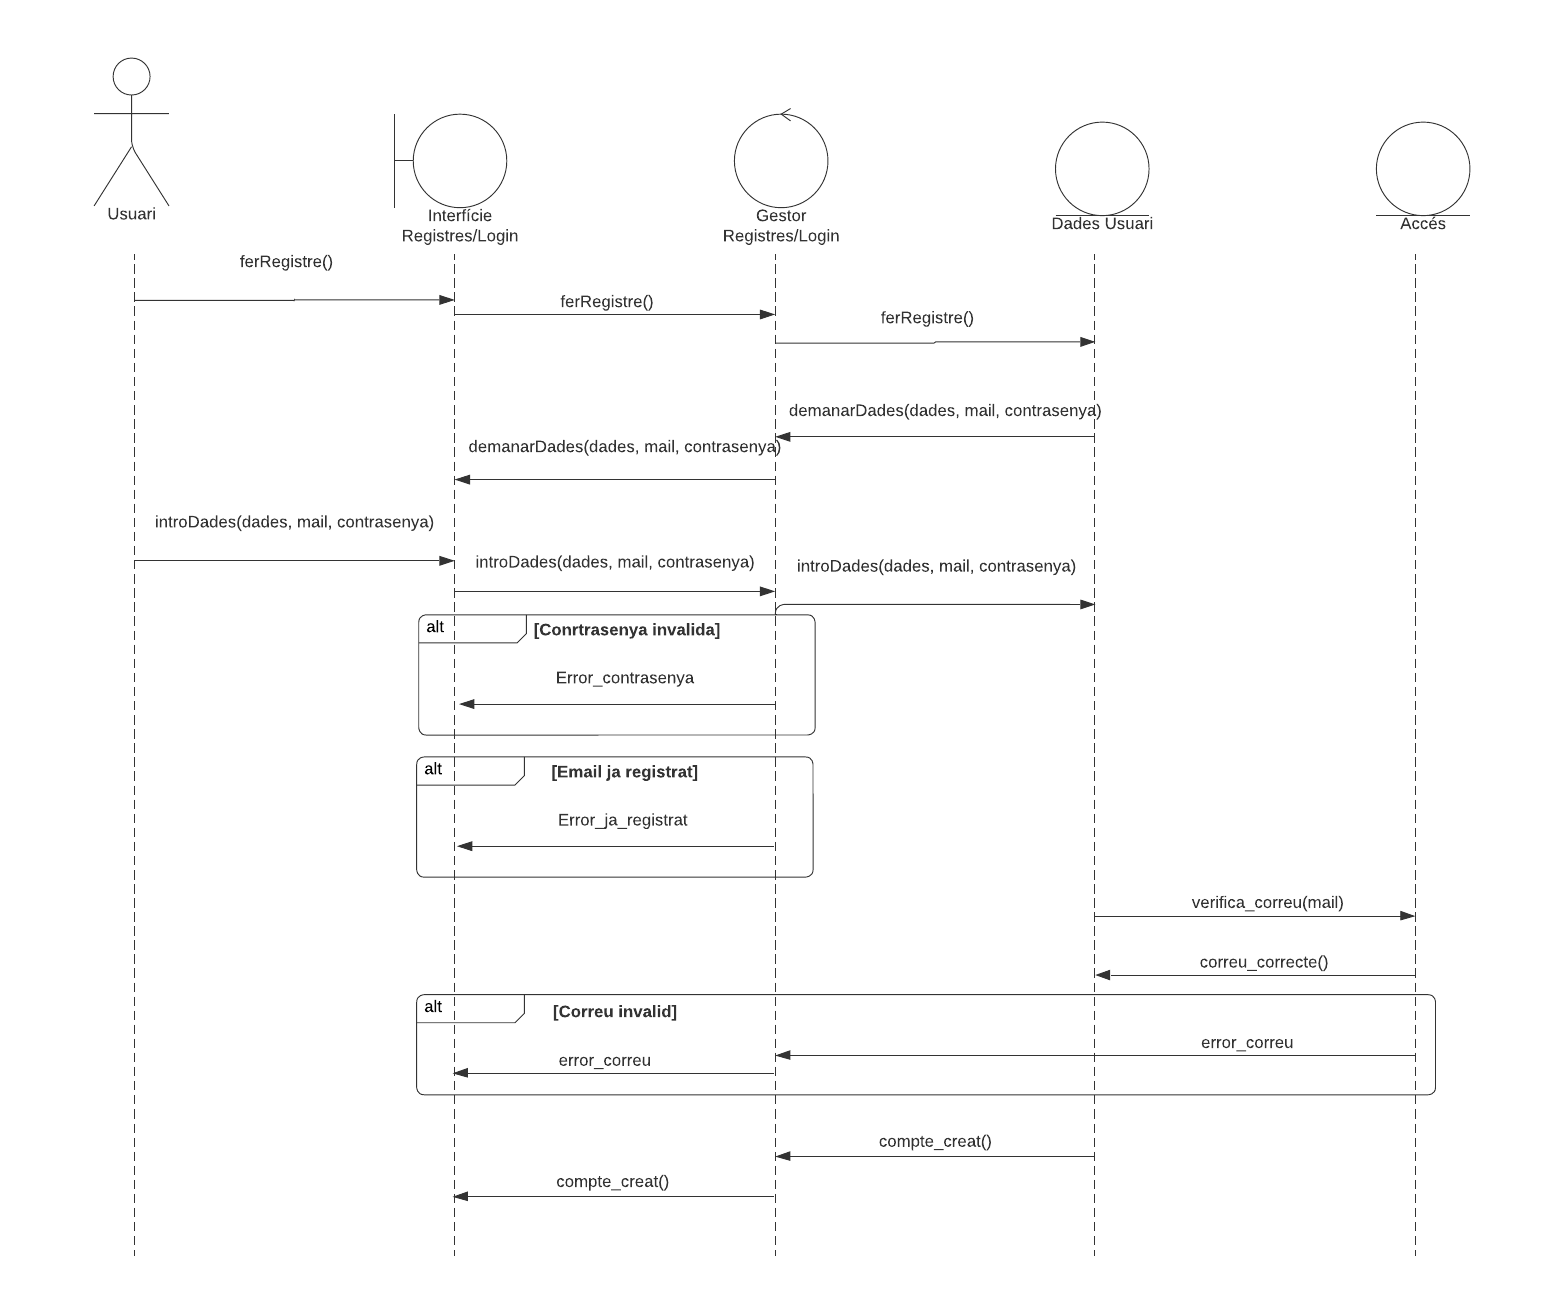 Usuari
Interfície
Registres/Login
Gestor
Registres/Login
Dades Usuari
Accés
ferRegistre()
ferRegistre()
ferRegistre()
demanarDades(dades, mail, contrasenya)
demanarDades(dades, mail, contrasenya)
introDades(dades, mail, contrasenya)
introDades(dades, mail, contrasenya)
introDades(dades, mail, contrasenya)
alt
[Conrtrasenya invalida]
Error_contrasenya
alt
[Email ja registrat]
Error_ja_registrat
verifica_correu(mail)
correu_correcte()
alt
[Correu invalid]
error_correu
error_correu
compte_creat()
compte_creat()